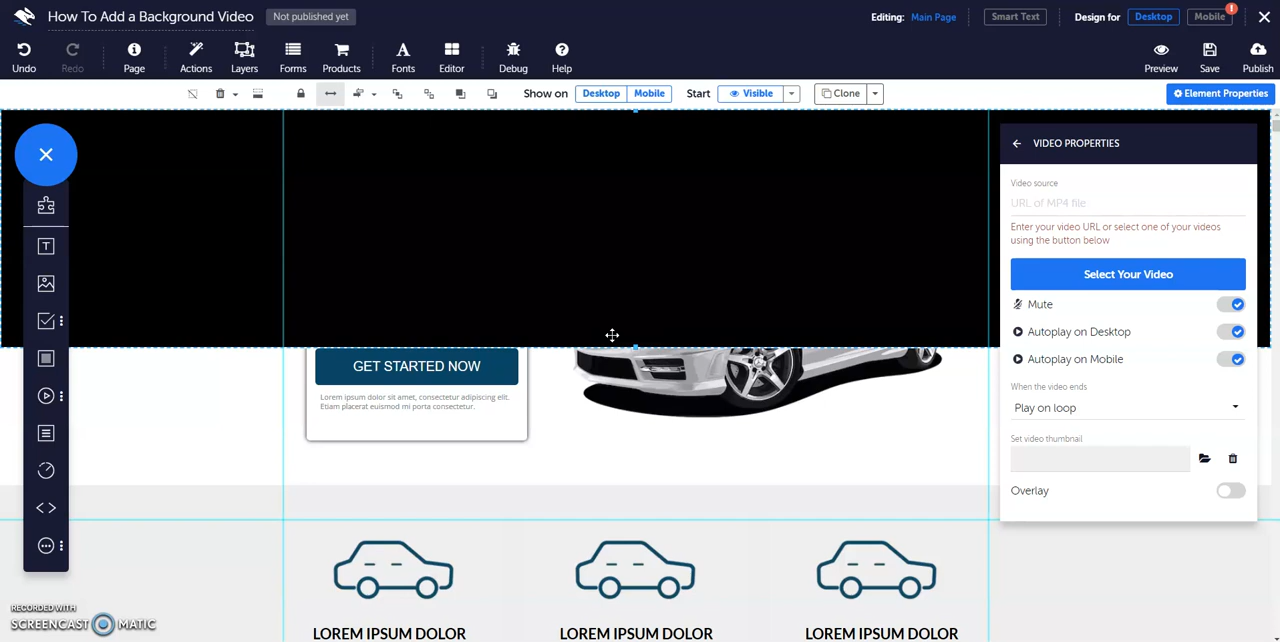 How To Add a Background Video
Not published yet
Editing: Main Page
Smart Text
Design for Desktop Mobile !
Undo Redo Page Actions Layers Forms Products Fonts Editor Debug Help Preview Save Publish
Show on Desktop Mobile Start Visible Clone Element Properties
VIDEO PROPERTIES
Video source
URL of MP4 file
Enter your video URL or select one of your videos
using the button below
Select Your Video
Mute
Autoplay on Desktop
Autoplay on Mobile
When the video ends
Play on loop
Set video thumbnail
Overlay
GET STARTED NOW
Lorem ipsum dolor sit amet, consectetur adipiscing elit.
Etiam placerat euismod mi porta consectetur.
LOREM IPSUM DOLOR LOREM IPSUM DOLOR LOREM IPSUM DOLOR
RECORDED WITH
SCREENCAST MATIC